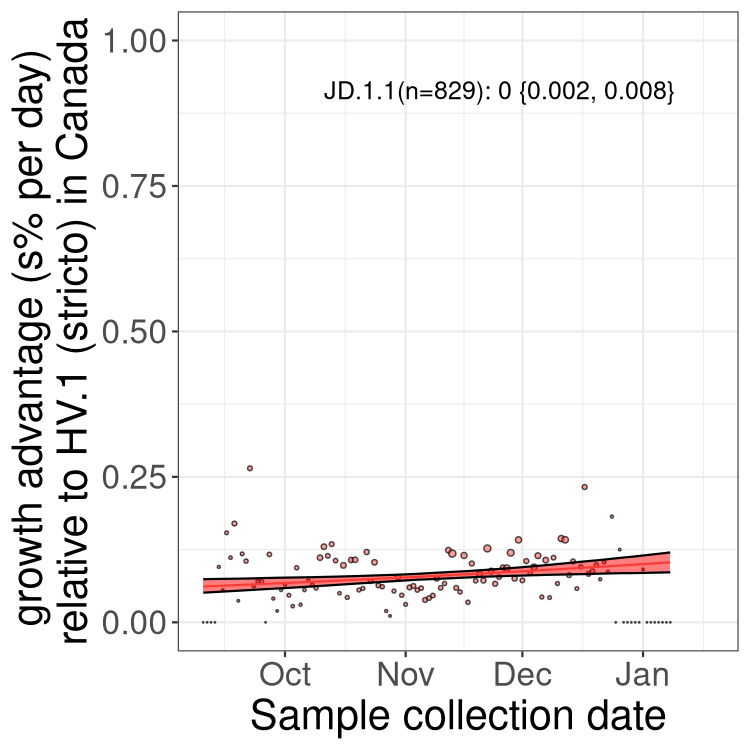 growth advantage (s% per day)
relative to HV.1 (stricto) in Canada
1.00
0.75
0.50
0.25
0.00
JD.1.1(n=829): 0 {0.002, 0.008}
Oct Nov Dec Jan
Sample collection date